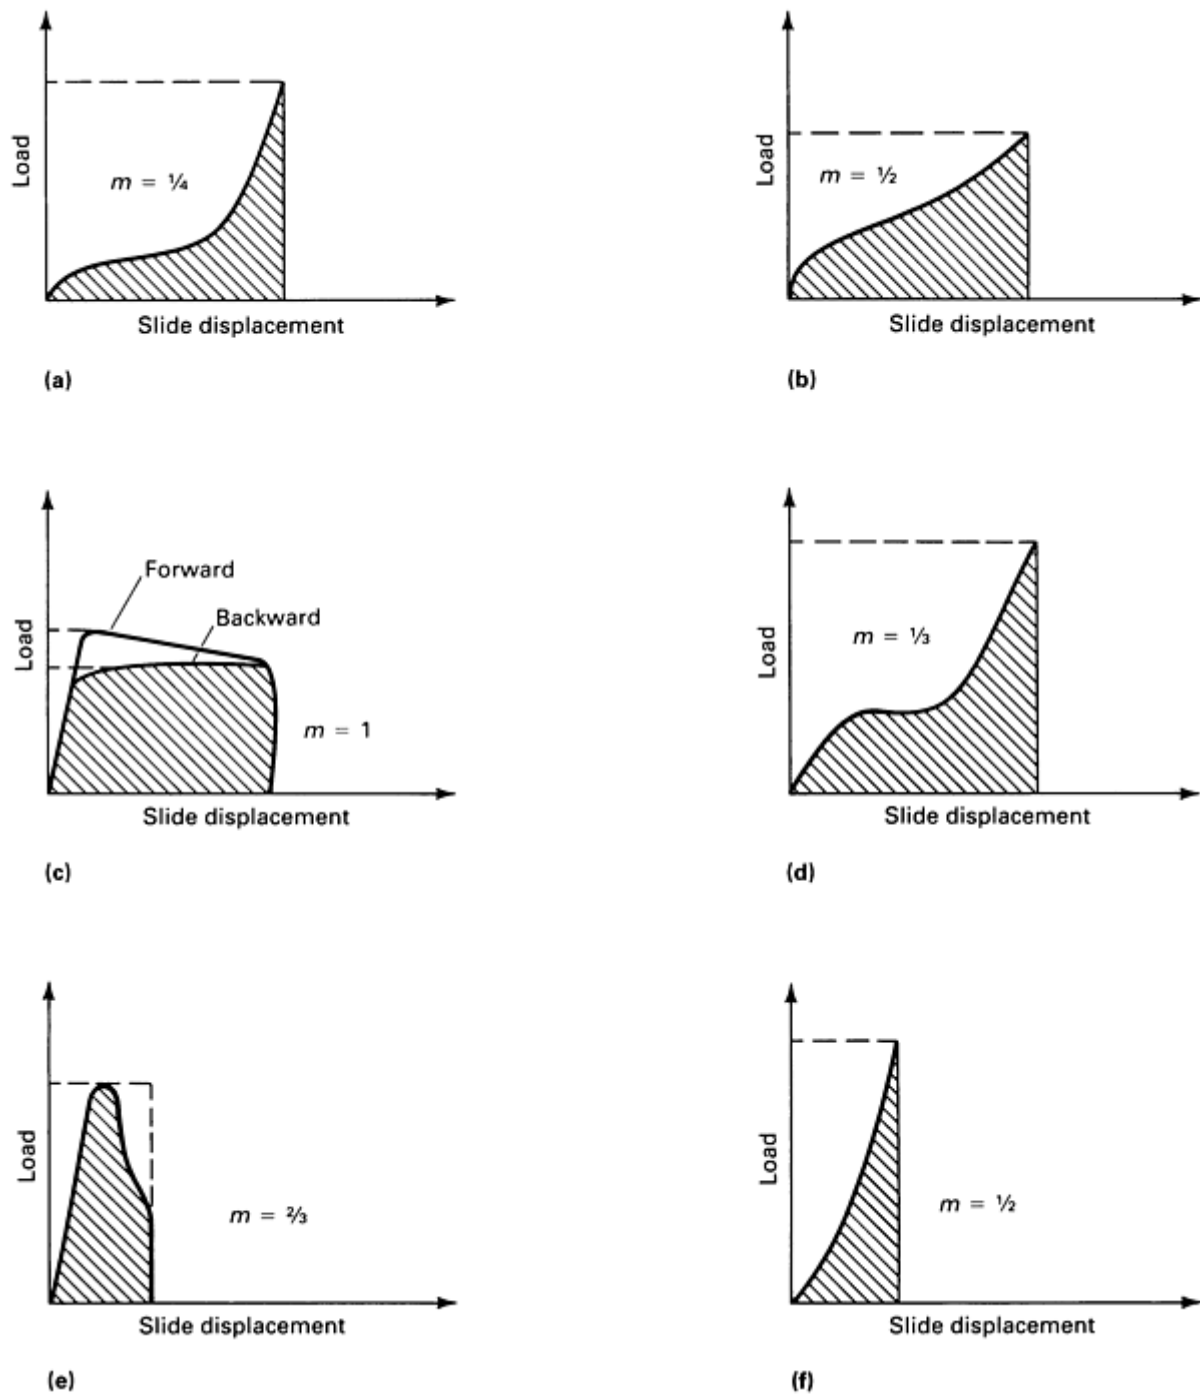 Load
m = ¼
Slide displacement
(a)
Load
m = ½
Slide displacement
(b)
Load
Forward
Backward
m = 1
Slide displacement
(c)
Load
m = ⅓
Slide displacement
(d)
Load
m = ⅔
Slide displacement
(e)
Load
m = ½
Slide displacement
(f)